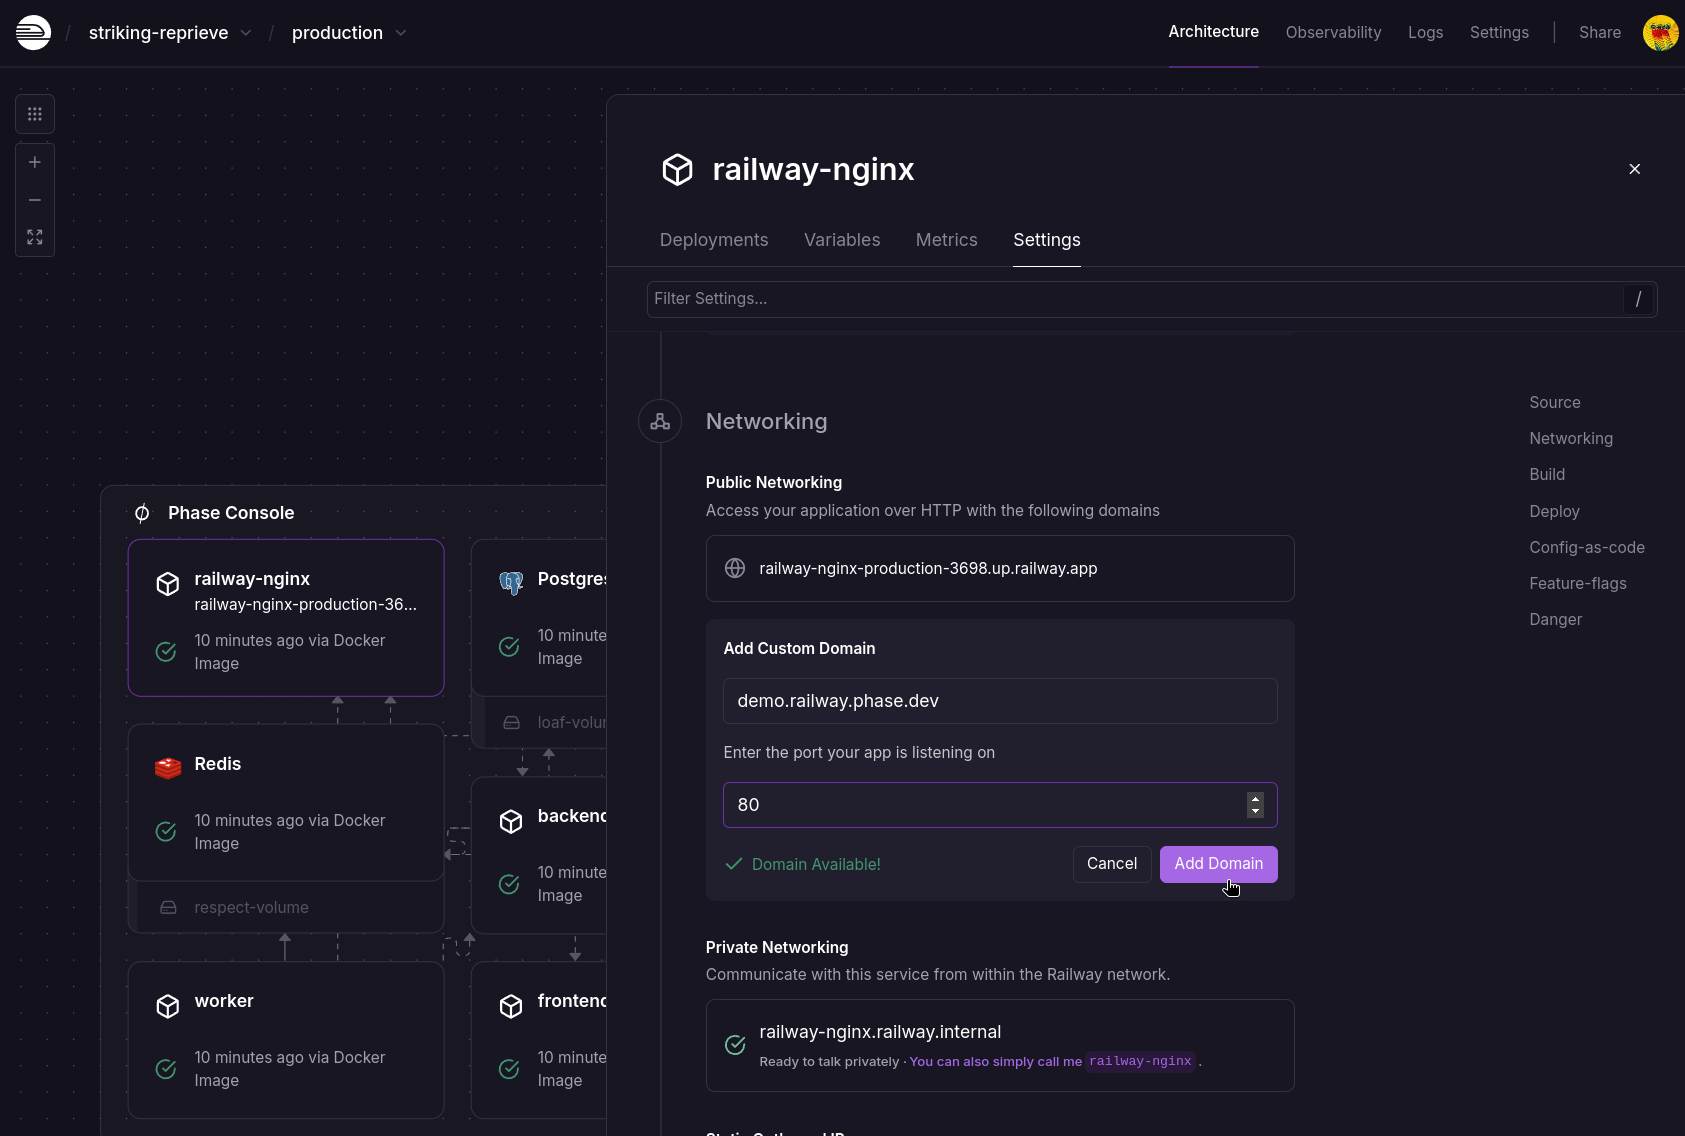 / striking-reprieve / production
Architecture Observability Logs Settings Share
railway-nginx
Deployments Variables Metrics Settings
Filter Settings... /
Networking
Public Networking
Access your application over HTTP with the following domains
railway-nginx-production-3698.up.railway.app
Add Custom Domain
demo.railway.phase.dev
Enter the port your app is listening on
80
Domain Available!
Cancel Add Domain
Private Networking
Communicate with this service from within the Railway network.
railway-nginx.railway.internal
Ready to talk privately · You can also simply call me railway-nginx .
Source
Networking
Build
Deploy
Config-as-code
Feature-flags
Danger
Phase Console
railway-nginx
railway-nginx-production-36...
10 minutes ago via Docker
Image
Postgres
10 minute
Image
loaf-volum
Redis
10 minutes ago via Docker
Image
respect-volume
backend
10 minute
Image
worker
10 minutes ago via Docker
Image
frontend
10 minute
Image